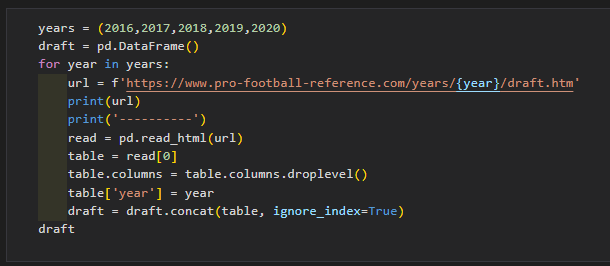 years = (2016,2017,2018,2019,2020)
draft = pd.DataFrame()
for year in years:
    url = f'https://www.pro-football-reference.com/years/{year}/draft.htm'
    print(url)
    print('----------')
    read = pd.read_html(url)
    table = read[0]
    table.columns = table.columns.droplevel()
    table['year'] = year
    draft = draft.concat(table, ignore_index=True)
draft